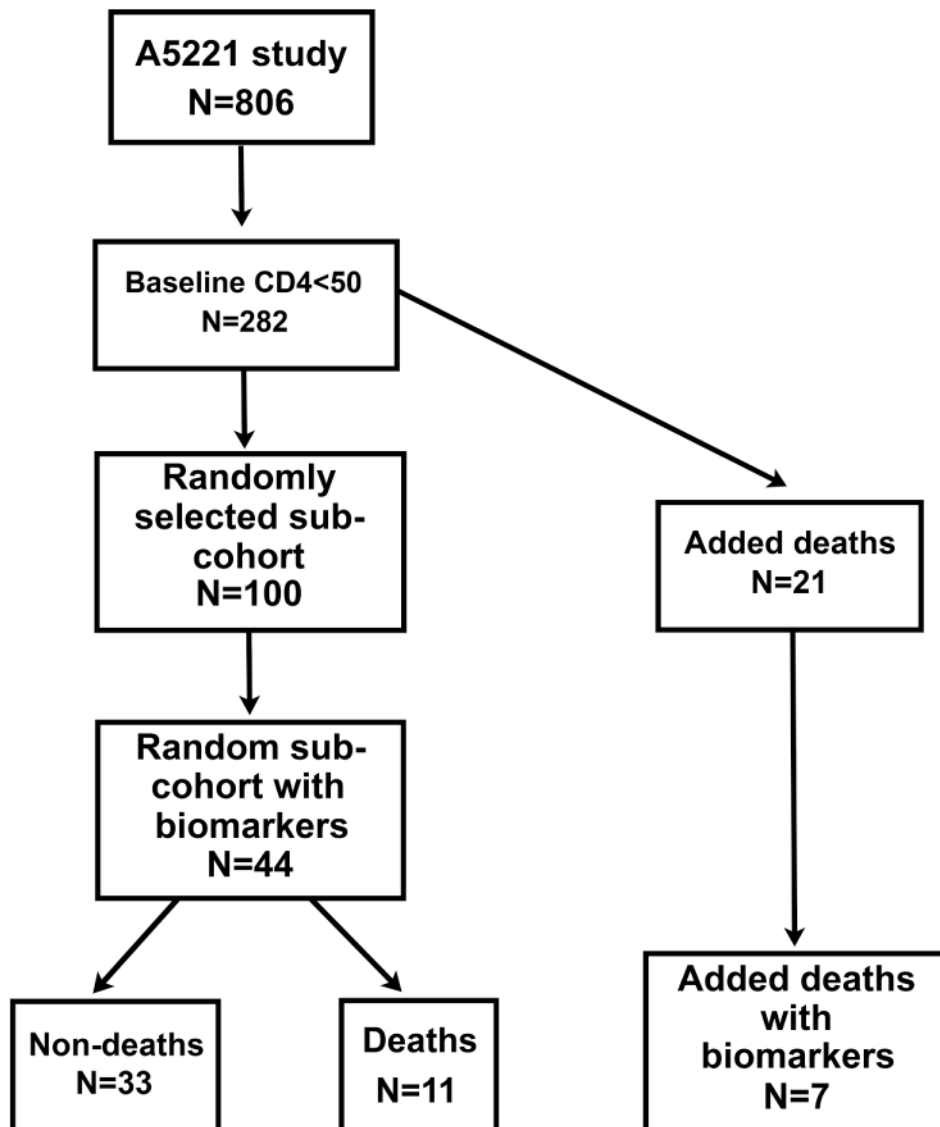 A5221 study
N=806
Baseline CD4<50
N=282
Randomly
selected sub-
cohort
N=100
Added deaths
N=21
Random sub-
cohort with
biomarkers
N=44
Non-deaths
N=33
Deaths
N=11
Added deaths
with
biomarkers
N=7